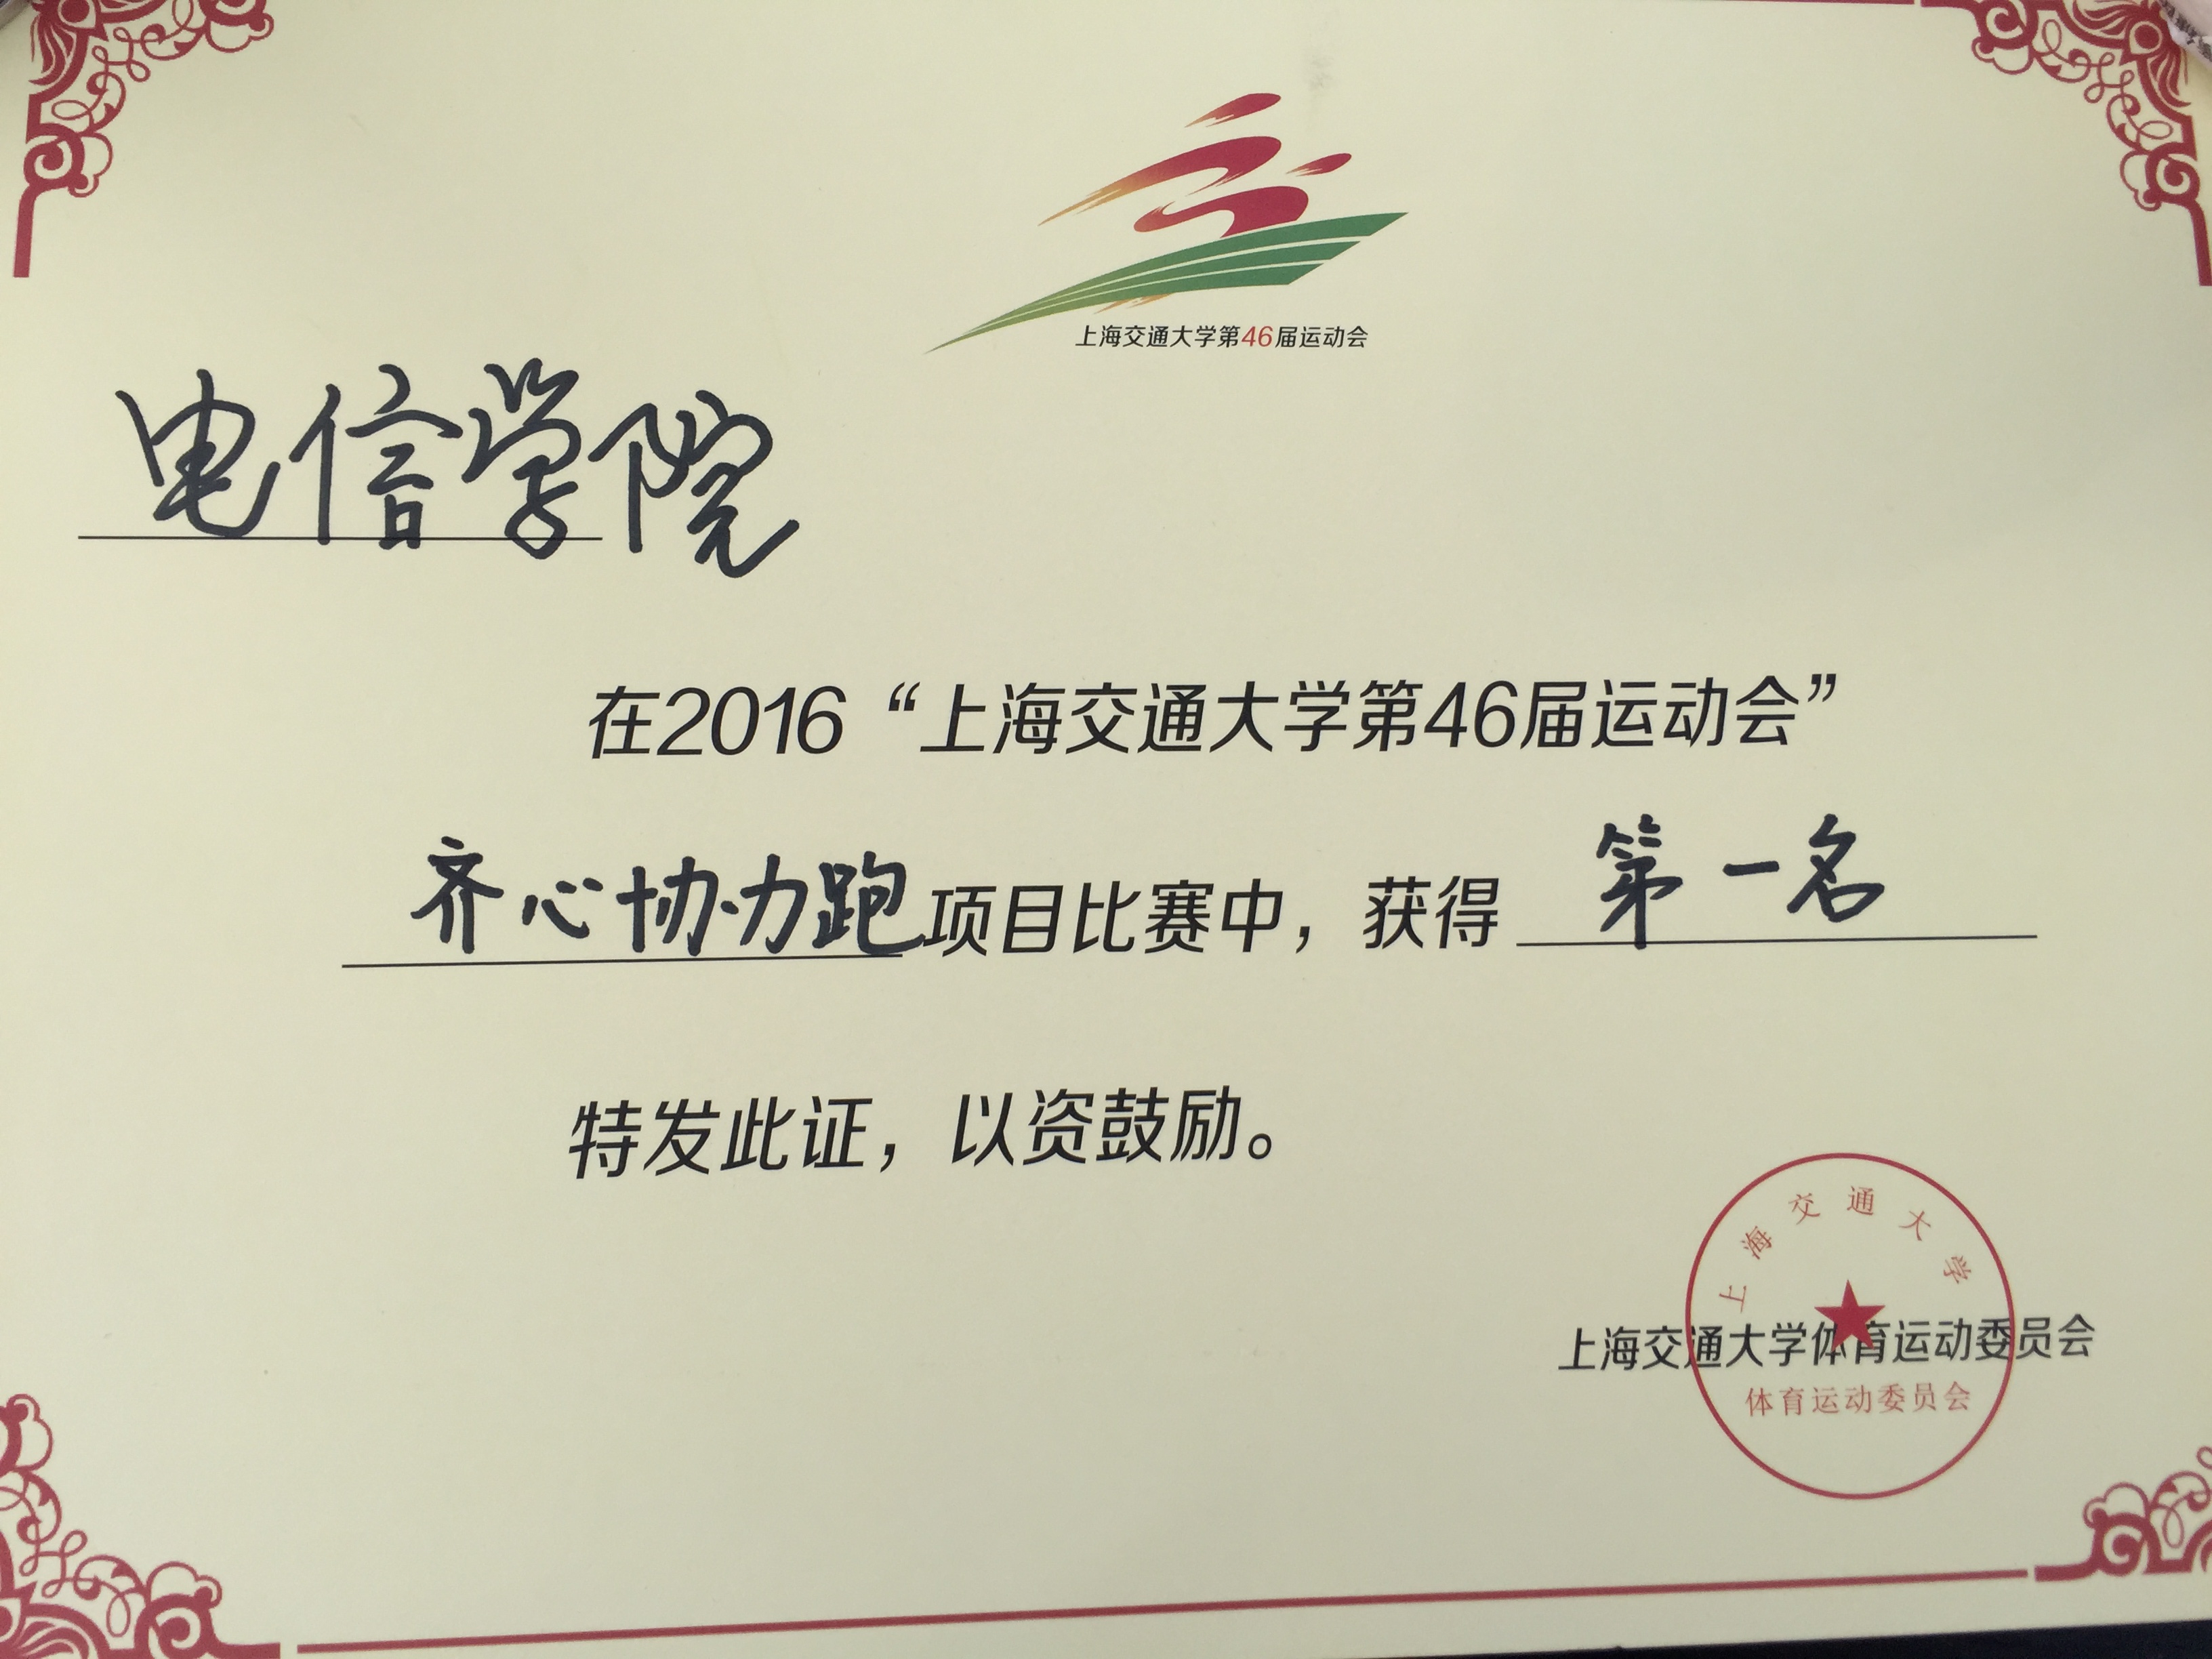 上海交通大学第46届运动会
电信学院
在2016“上海交通大学第46届运动会”
齐心协力跑项目比赛中，获得 第一名
特发此证，以资鼓励。
上海交通大学
上海交通大学体育运动委员会
体育运动委员会